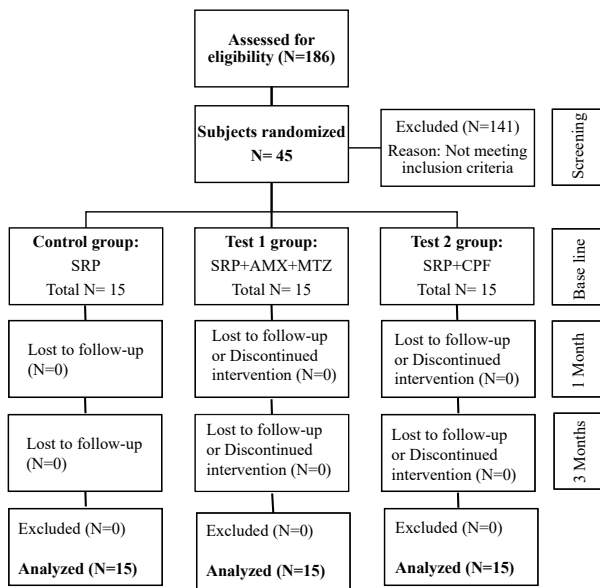 Assessed for
eligibility (N=186)
Subjects randomized
N= 45
Excluded (N=141)
Reason: Not meeting
inclusion criteria
Screening
Control group:
SRP
Total N= 15
Test 1 group:
SRP+AMX+MTZ
Total N= 15
Test 2 group:
SRP+CPF
Total N= 15
Base line
Lost to follow-up
(N=0)
Lost to follow-up
or Discontinued
intervention (N=0)
Lost to follow-up
or Discontinued
intervention (N=0)
1 Month
Lost to follow-up
(N=0)
Lost to follow-up
or Discontinued
intervention (N=0)
Lost to follow-up
or Discontinued
intervention (N=0)
3 Months
Excluded (N=0)
Analyzed (N=15)
Excluded (N=0)
Analyzed (N=15)
Excluded (N=0)
Analyzed (N=15)